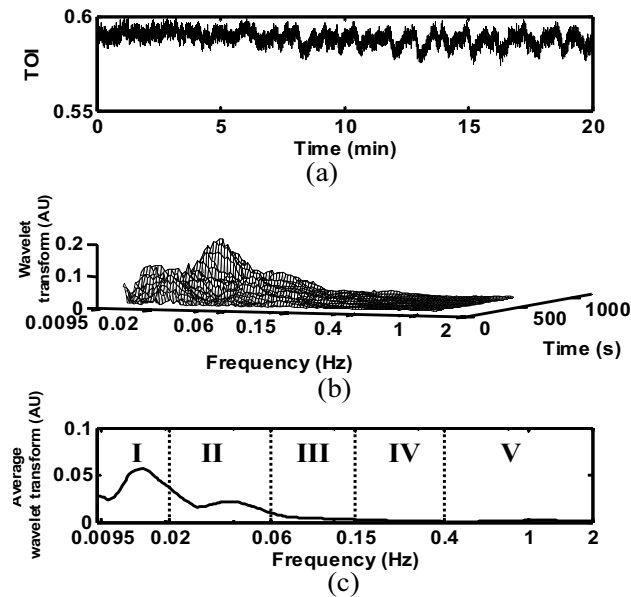 0.6
TOI
0.55
0 5 10 15 20
Time (min)
(a)
Wavelet
transform (AU)
0.2
0.1
0
0.0095 0.02 0.06 0.15 0.4 1 2 0 500 1000
Frequency (Hz) Time (s)
(b)
Average
wavelet transform (AU)
0.1
I II III IV V
0.05
0
0.0095 0.02 0.06 0.15 0.4 1 2
Frequency (Hz)
(c)